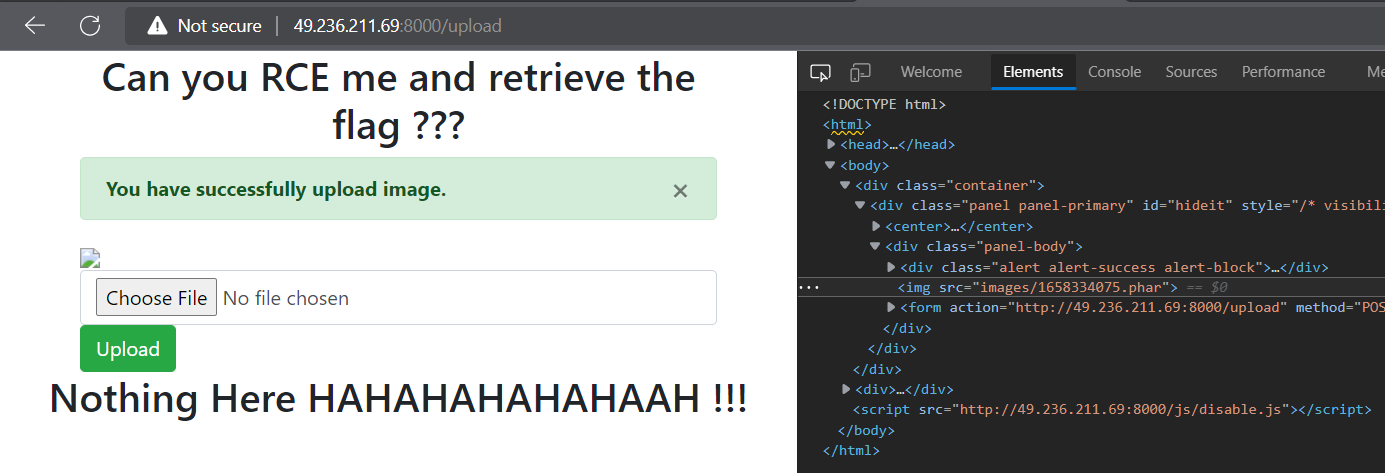 Not secure | 49.236.211.69:8000/upload
Can you RCE me and retrieve the
flag ???
You have successfully upload image. ×
Choose File No file chosen
Upload
Nothing Here HAHAHAHAHAHAAH !!!
Welcome Elements Console Sources Performance Me
<!DOCTYPE html>
<html>
<head>…</head>
<body>
<div class="container">
<div class="panel panel-primary" id="hideit" style="/* visibili
<center>…</center>
<div class="panel-body">
<div class="alert alert-success alert-block">…</div>
<img src="images/1658334075.phar"> == $0
<form action="http://49.236.211.69:8000/upload" method="POS
</div>
</div>
</div>
<div>…</div>
<script src="http://49.236.211.69:8000/js/disable.js"></script>
</body>
</html>